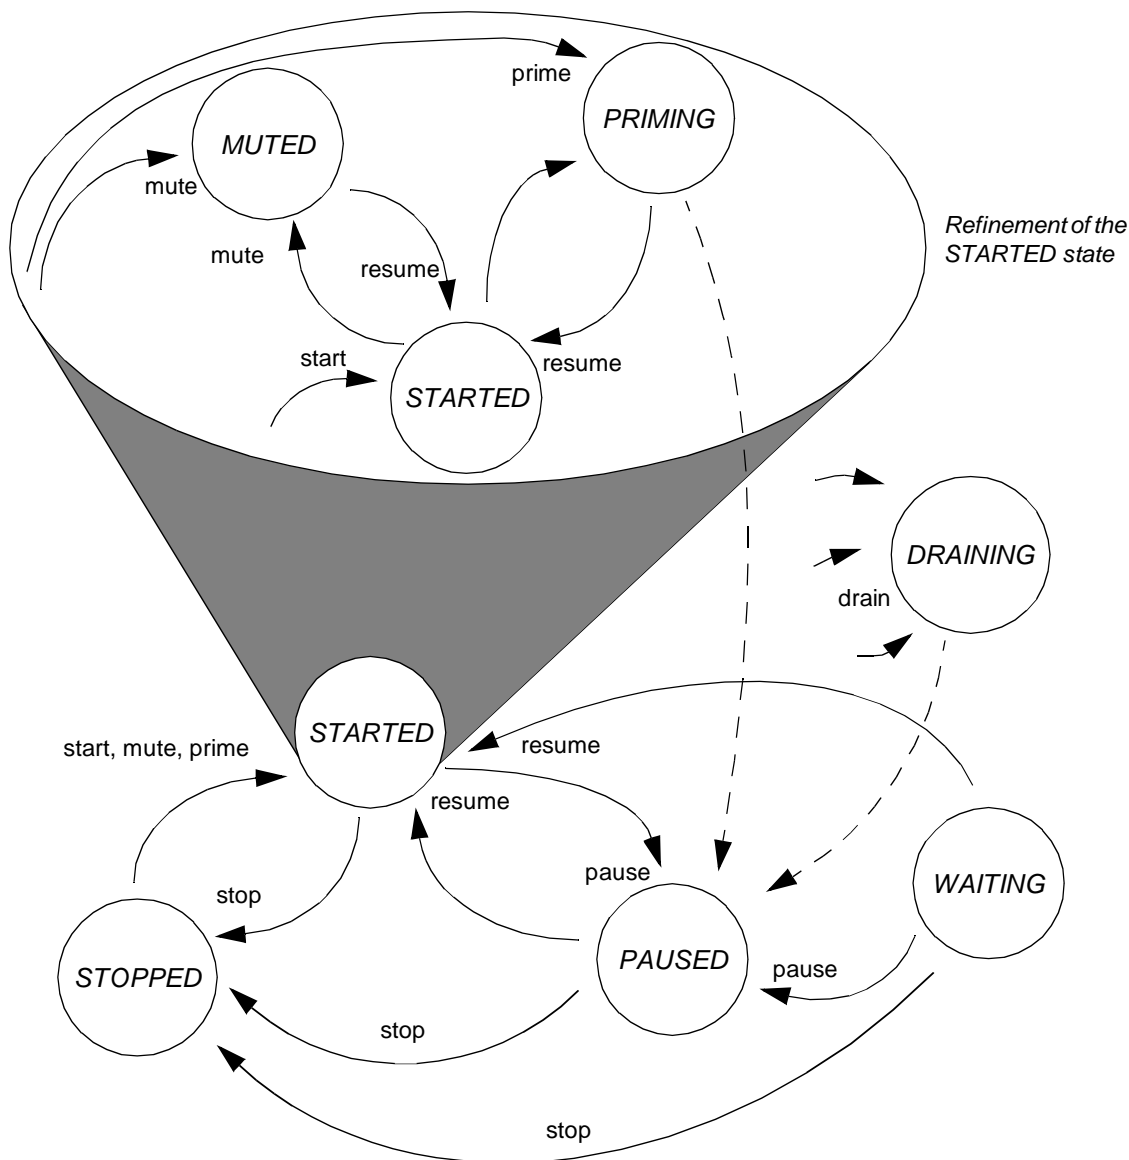 prime
PRIMING
MUTED
mute
Refinement of the
STARTED state
mute
resume
start
resume
STARTED
DRAINING
drain
STARTED
start, mute, prime
resume
resume
pause
stop
WAITING
PAUSED
pause
STOPPED
stop
stop